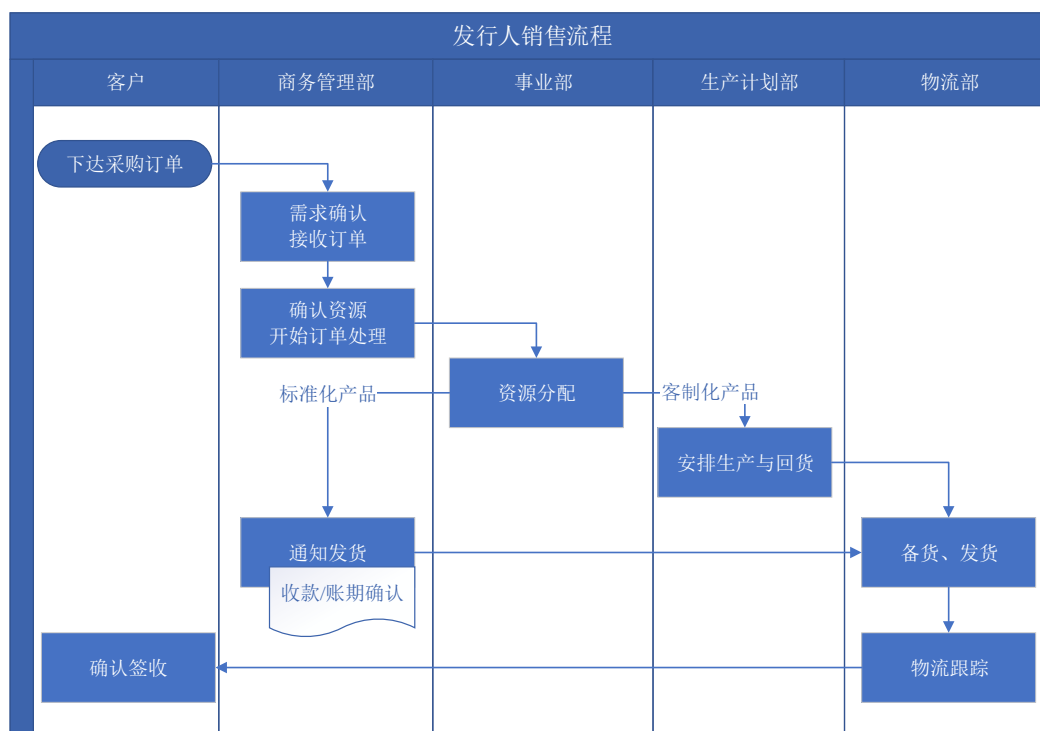 发行人销售流程
客户
商务管理部
事业部
生产计划部
物流部
下达采购订单
需求确认
接收订单
确认资源
开始订单处理
标准化产品
资源分配
客制化产品
安排生产与回货
通知发货
备货、发货
收款/账期确认
确认签收
物流跟踪